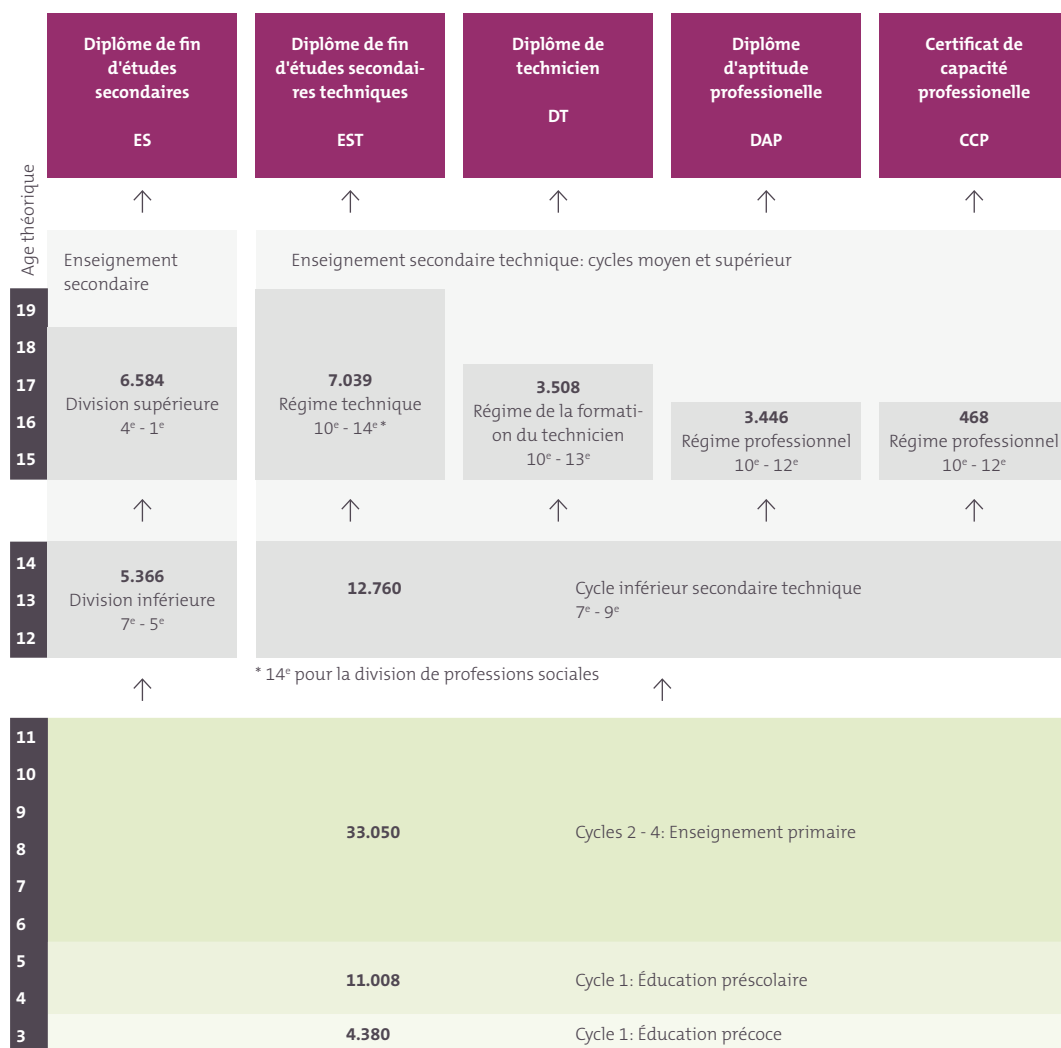 Diplôme de fin
d'études
secondaires
ES
Diplôme de fin
d'études secondai-
res techniques
EST
Diplôme de
technicien
DT
Diplôme
d'aptitude
professionelle
DAP
Certificat de
capacité
professionelle
CCP
Age théorique
Enseignement
secondaire
Enseignement secondaire technique: cycles moyen et supérieur
19
18
17
16
15
6.584
Division supérieure
4e - 1e
7.039
Régime technique
10e - 14e *
3.508
Régime de la formati-
on du technicien
10e - 13e
3.446
Régime professionnel
10e - 12e
468
Régime professionnel
10e - 12e
14
13
12
5.366
Division inférieure
7e - 5e
12.760
Cycle inférieur secondaire technique
7e - 9e
* 14e pour la division de professions sociales
11
10
9
8
7
6
33.050
Cycles 2 - 4: Enseignement primaire
5
4
11.008
Cycle 1: Éducation préscolaire
3
4.380
Cycle 1: Éducation précoce